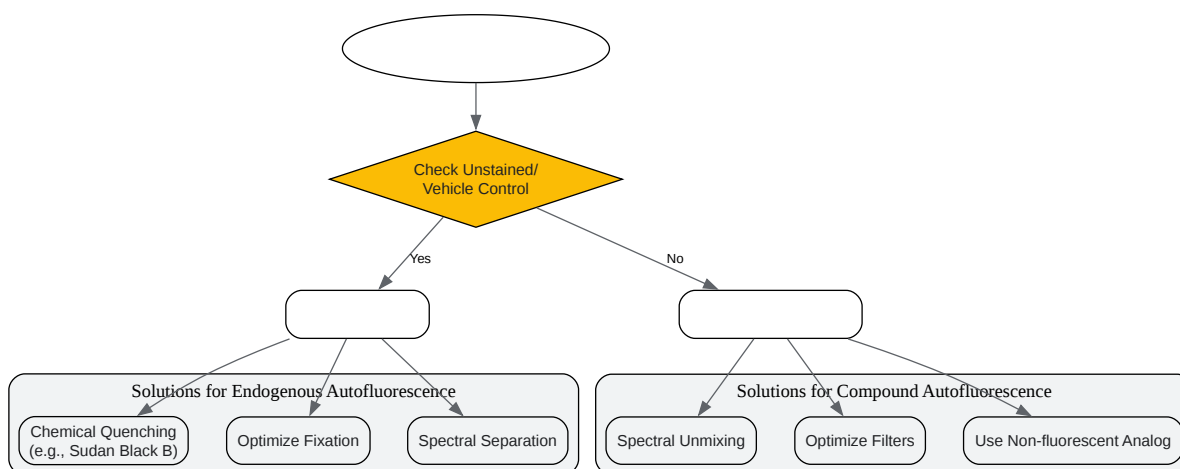 Check Unstained/
Vehicle Control
Yes
No
Solutions for Endogenous Autofluorescence
Solutions for Compound Autofluorescence
Chemical Quenching
(e.g., Sudan Black B)
Optimize Fixation
Spectral Separation
Spectral Unmixing
Optimize Filters
Use Non-fluorescent Analog